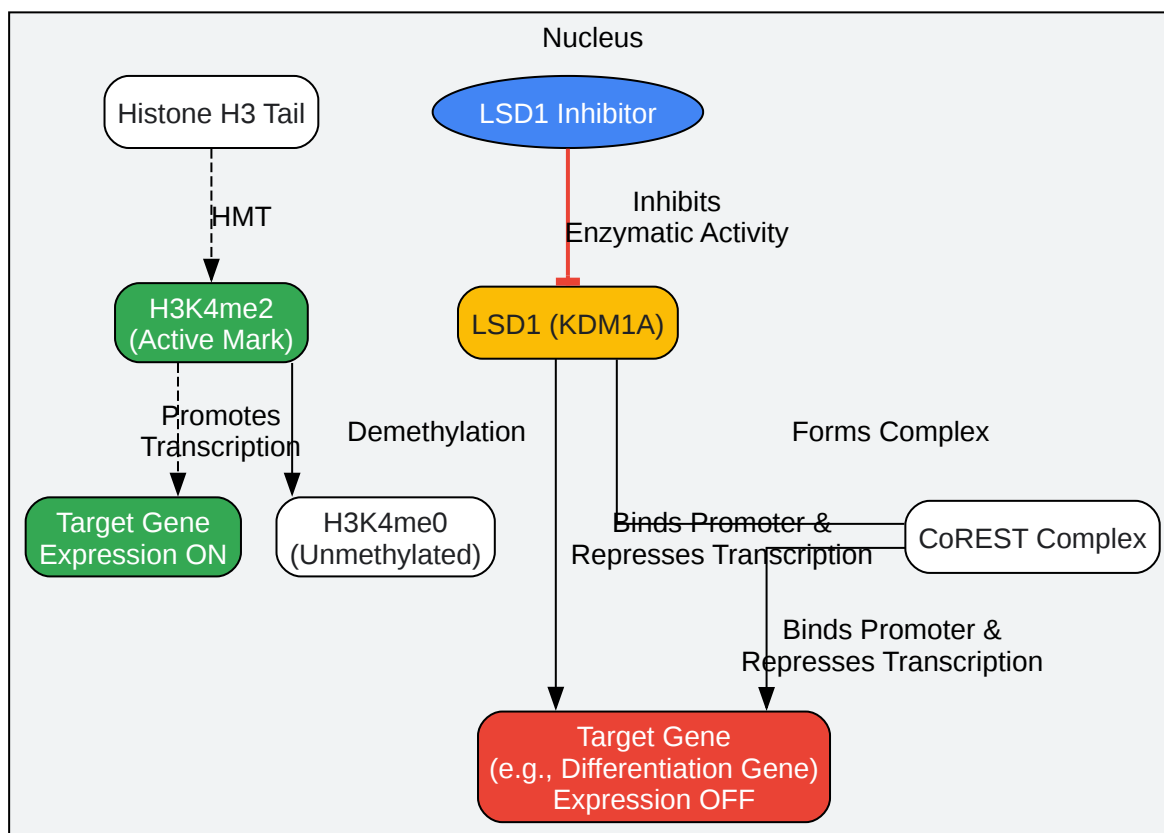 Nucleus
Histone H3 Tail
LSD1 Inhibitor
HMT
Inhibits
Enzymatic Activity
H3K4me2
(Active Mark)
LSD1 (KDM1A)
Promotes
Transcription
Demethylation
Forms Complex
Target Gene
Expression ON
H3K4me0
(Unmethylated)
Binds Promoter &
Represses Transcription
CoREST Complex
Binds Promoter &
Represses Transcription
Target Gene
(e.g., Differentiation Gene)
Expression OFF